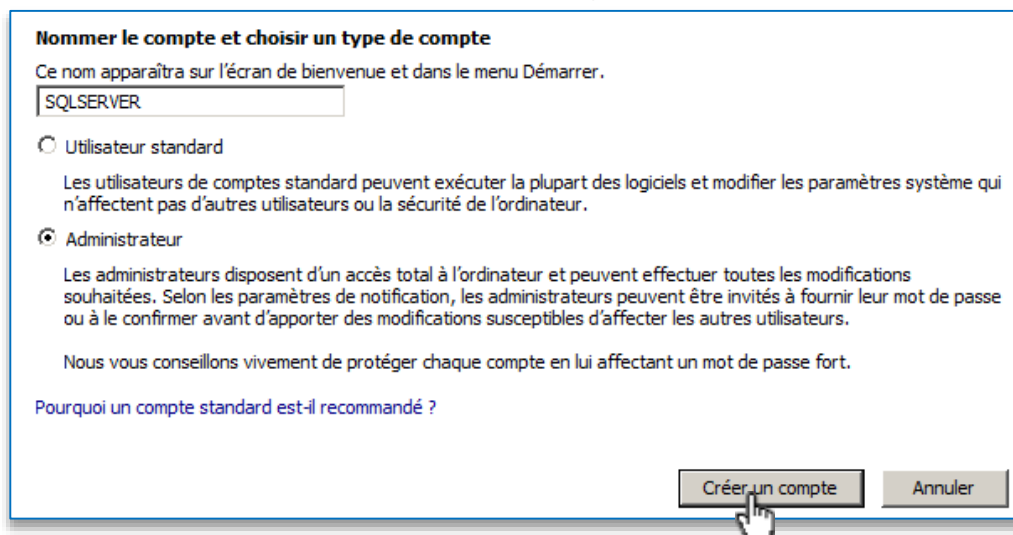 Nommer le compte et choisir un type de compte
Ce nom apparaîtra sur l'écran de bienvenue et dans le menu Démarrer.
SQLSERVER
Utilisateur standard
Les utilisateurs de comptes standard peuvent exécuter la plupart des logiciels et modifier les paramètres système qui
n'affectent pas d'autres utilisateurs ou la sécurité de l'ordinateur.
Administrateur
Les administrateurs disposent d'un accès total à l'ordinateur et peuvent effectuer toutes les modifications
souhaitées. Selon les paramètres de notification, les administrateurs peuvent être invités à fournir leur mot de passe
ou à le confirmer avant d'apporter des modifications susceptibles d'affecter les autres utilisateurs.
Nous vous conseillons vivement de protéger chaque compte en lui affectant un mot de passe fort.
Pourquoi un compte standard est-il recommandé ?
Créer un compte
Annuler